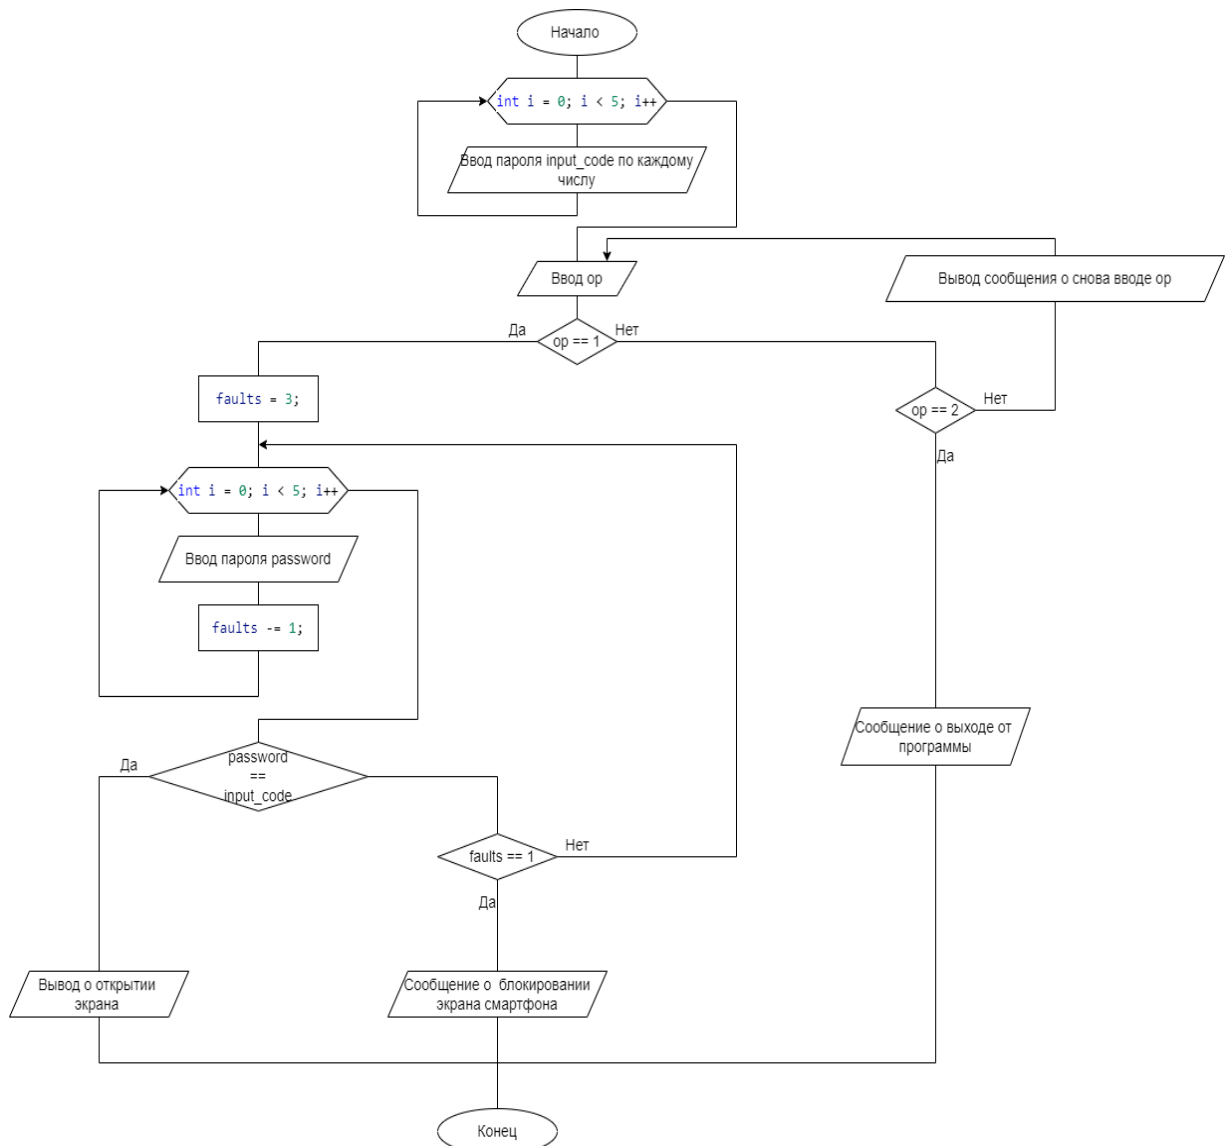 Начало
int i = 0; i < 5; i++
Ввод пароля input_code по каждому
числу
Ввод op
Вывод сообщения о снова вводе op
Да
Нет
op == 1
faults = 3;
op == 2
Нет
Да
int i = 0; i < 5; i++
Ввод пароля password
faults -= 1;
Сообщение о выходе от
программы
Да
password
==
input_code
faults == 1
Нет
Да
Вывод о открытии
экрана
Сообщение о блокировании
экрана смартфона
Конец